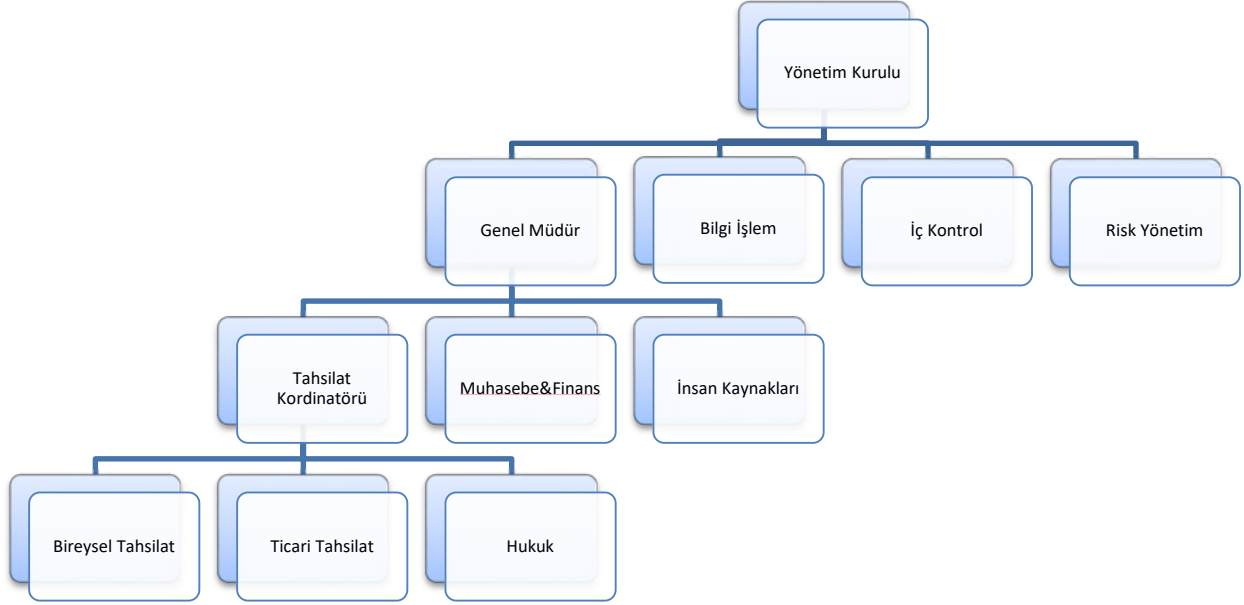 Yönetim Kurulu
Genel Müdür
Bilgi İşlem
İç Kontrol
Risk Yönetim
Tahsilat
Kordinatörü
Muhasebe&Finans
İnsan Kaynakları
Bireysel Tahsilat
Ticari Tahsilat
Hukuk